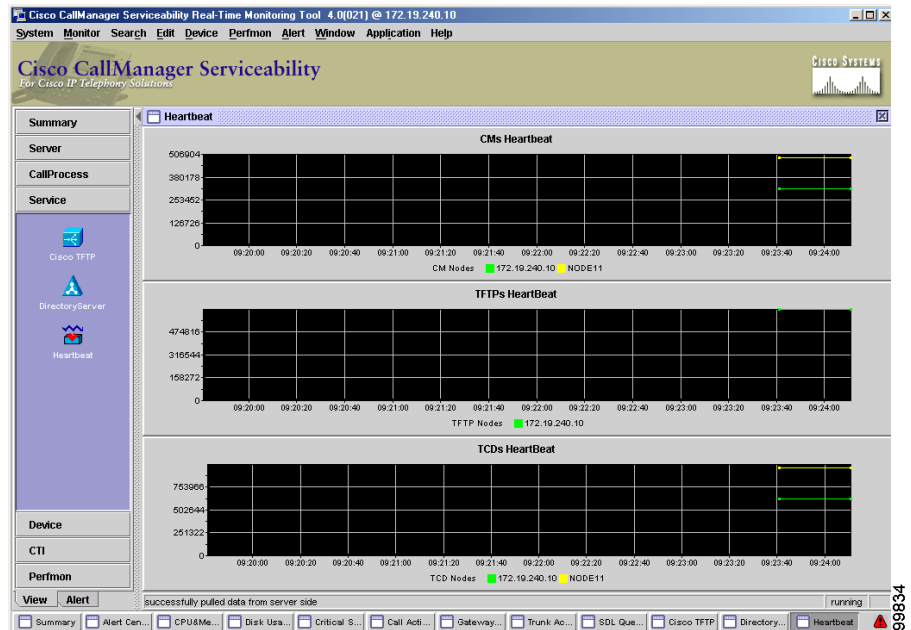 Cisco CallManager Serviceability Real-Time Monitoring Tool 4.0(021) @ 172.19.240.10
System Monitor Search Edit Device Perfmon Alert Window Application Help
Cisco CallManager Serviceability
For Cisco IP Telephony Solutions
CISCO SYSTEMS
Summary
Server
CallProcess
Service
Cisco TFTP
DirectoryServer
Heartbeat
Device
CTI
Perfmon
View Alert
Heartbeat
CMs Heartbeat
506904
380178
253452
126726
0
09:20:00 09:20:20 09:20:40 09:21:00 09:21:20 09:21:40 09:22:00 09:22:20 09:22:40 09:23:00 09:23:20 09:23:40 09:24:00
CM Nodes 172.19.240.10 NODE11
TFTPs HeartBeat
474816
316544
158272
0
09:20:00 09:20:20 09:20:40 09:21:00 09:21:20 09:21:40 09:22:00 09:22:20 09:22:40 09:23:00 09:23:20 09:23:40 09:24:00
TFTP Nodes 172.19.240.10
TCDs HeartBeat
753966
502644
251322
0
09:20:00 09:20:20 09:20:40 09:21:00 09:21:20 09:21:40 09:22:00 09:22:20 09:22:40 09:23:00 09:23:20 09:23:40 09:24:00
TCD Nodes 172.19.240.10 NODE11
successfully pulled data from server side running
Summary Alert Cen... CPU&Me... Disk Usa... Critical S... Call Acti... Gateway... Trunk Ac... SDL Que... Cisco TFTP Directory... Heartbeat
99834